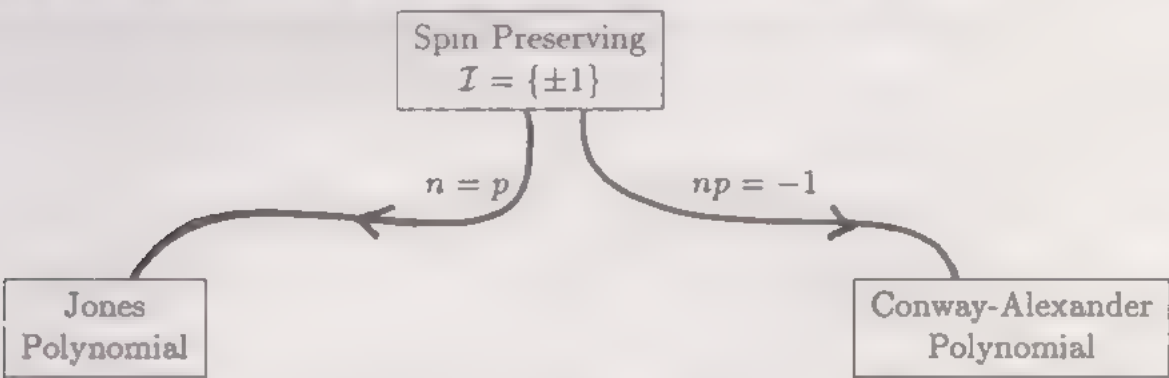 Spin Preserving
𝓘 = {±1}
n = p
np = −1
Jones
Polynomial
Conway-Alexander
Polynomial